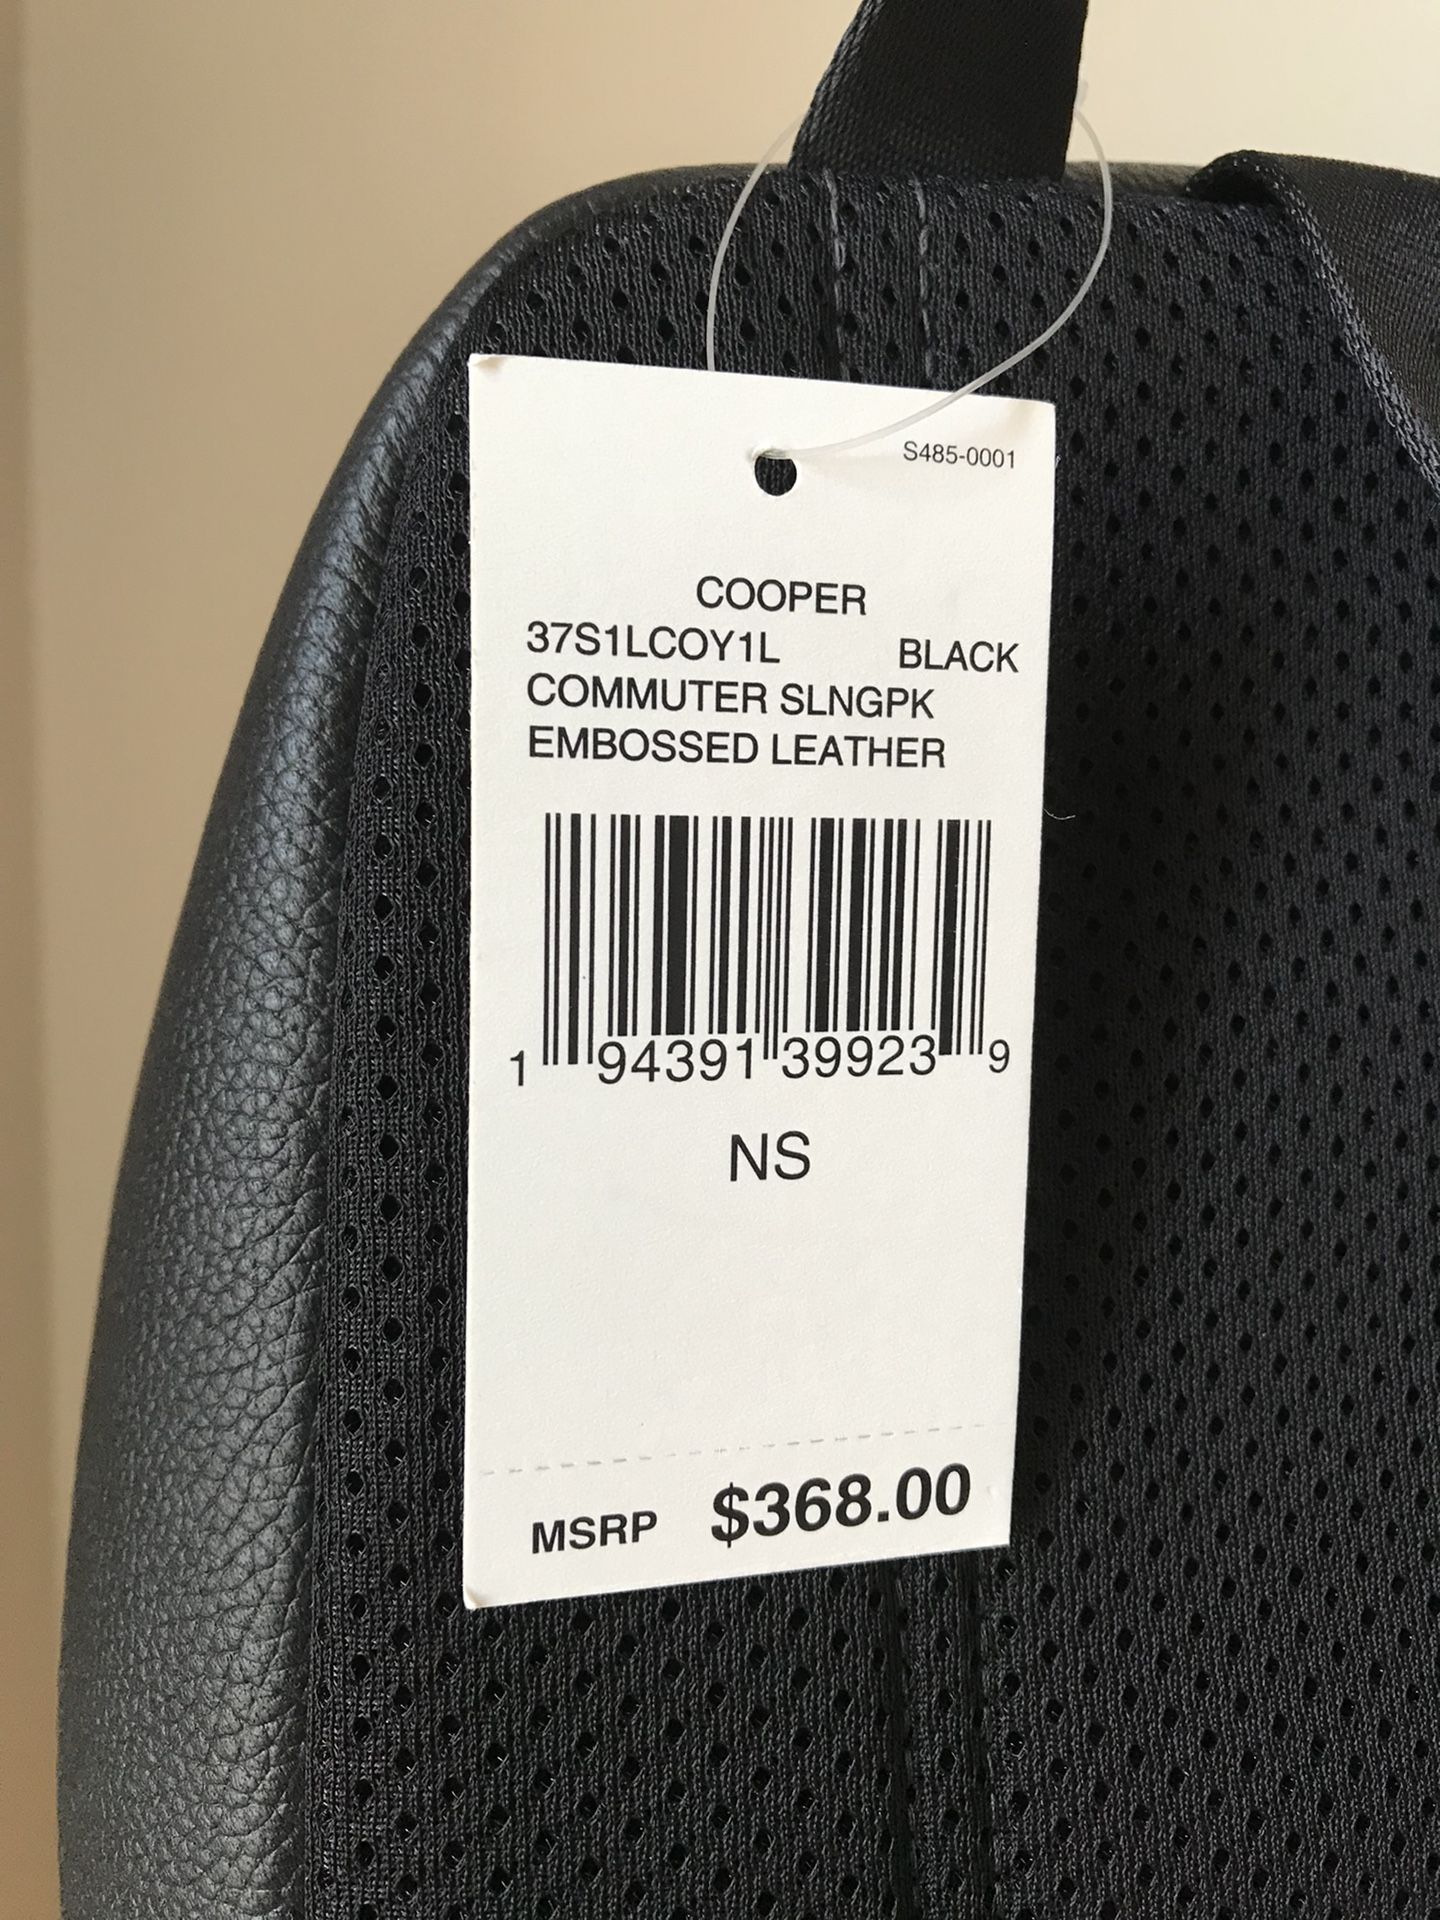 S485-0001
COOPER
37S1LCOY1L BLACK
COMMUTER SLNGPK
EMBOSSED LEATHER
1 94391 39923 9
NS
MSRP $368.00